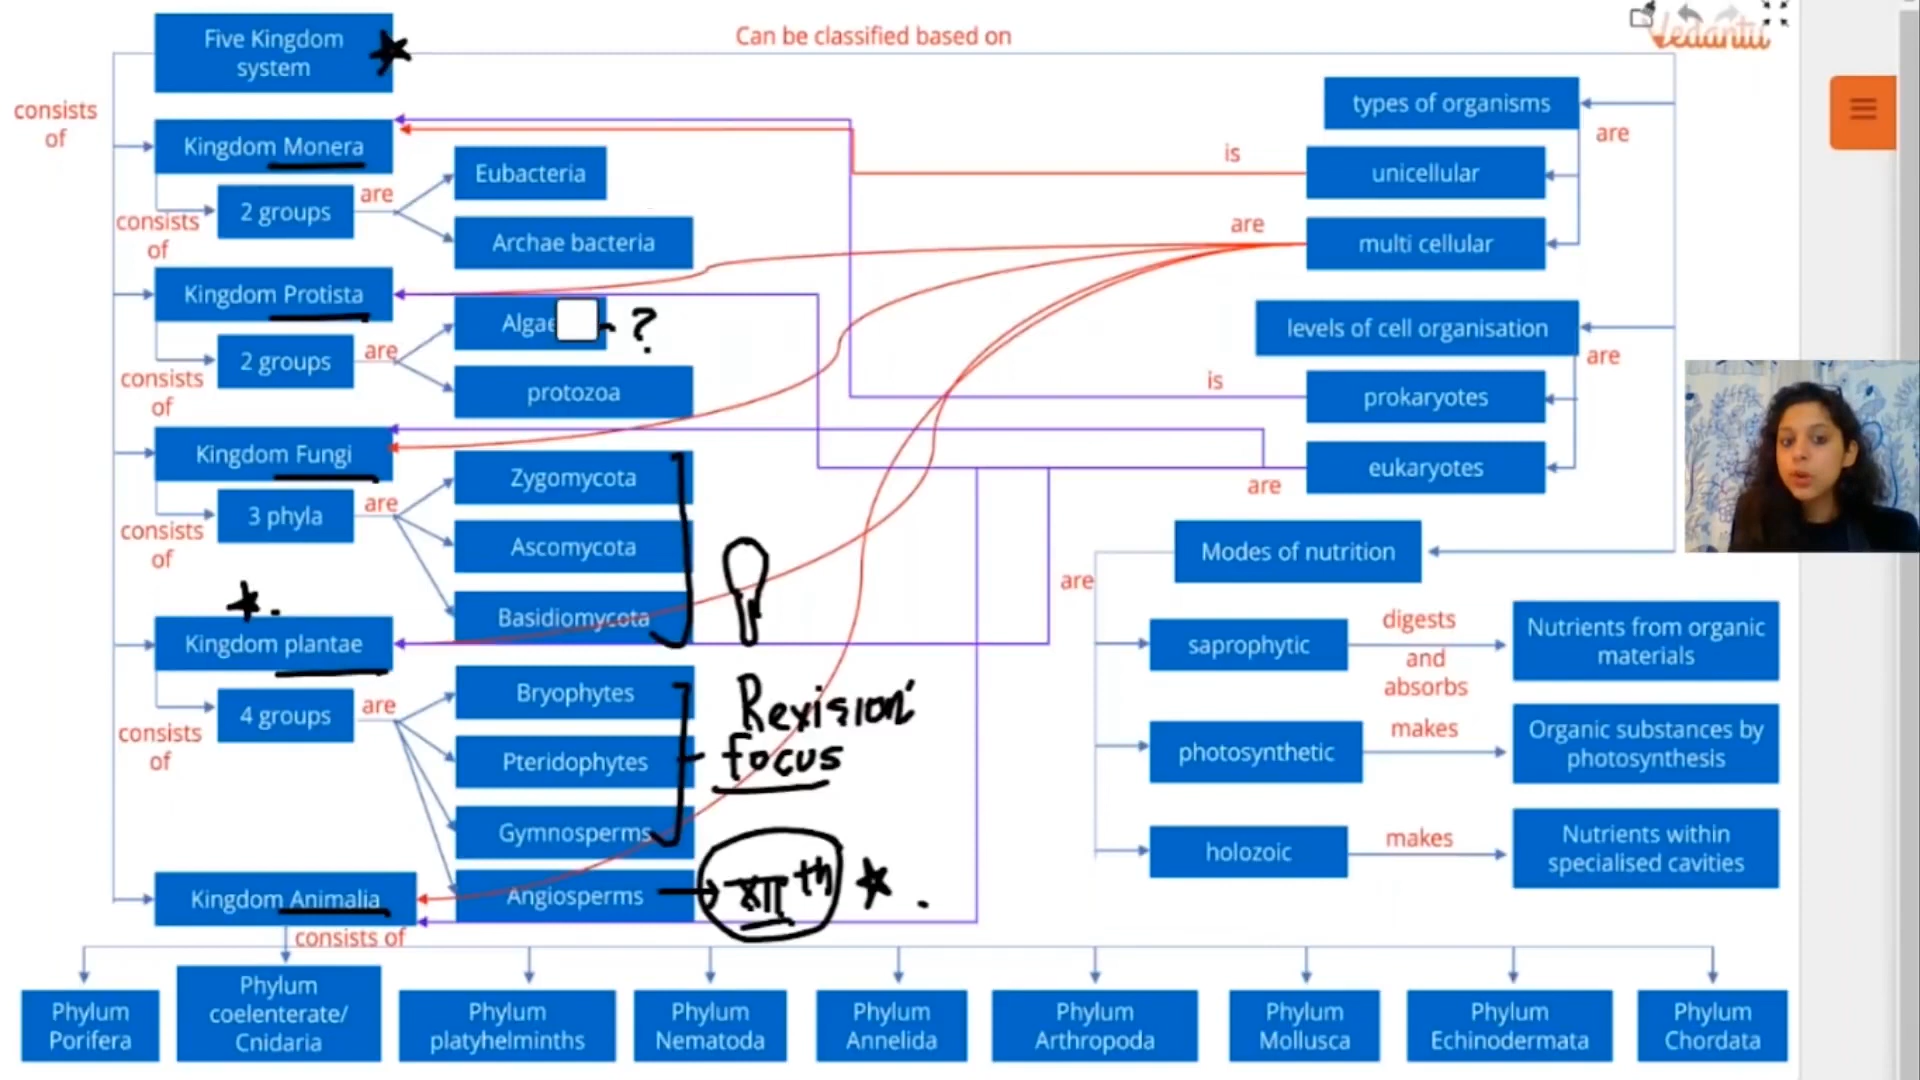 Five Kingdom
system
Can be classified based on
Vedantu
consists
of
types of organisms
are
Kingdom Monera
is
unicellular
Eubacteria
are
2 groups
consists
of
are
multi cellular
Archae bacteria
Kingdom Protista
Algae
- ?
levels of cell organisation
are
2 groups
are
consists
of
protozoa
is
prokaryotes
Kingdom Fungi
eukaryotes
are
Zygomycota
3 phyla
are
consists
of
Ascomycota
Modes of nutrition
are
Basidiomycota
Kingdom plantae
saprophytic
digests
and
absorbs
Nutrients from organic
materials
Bryophytes
4 groups
are
consists
of
Revision
focus
Pteridophytes
photosynthetic
makes
Organic substances by
photosynthesis
Gymnosperms
holozoic
makes
Nutrients within
specialised cavities
Kingdom Animalia
Angiosperms
XIIth
consists of
Phylum
Porifera
Phylum
coelenterate/
Cnidaria
Phylum
platyhelminths
Phylum
Nematoda
Phylum
Annelida
Phylum
Arthropoda
Phylum
Mollusca
Phylum
Echinodermata
Phylum
Chordata